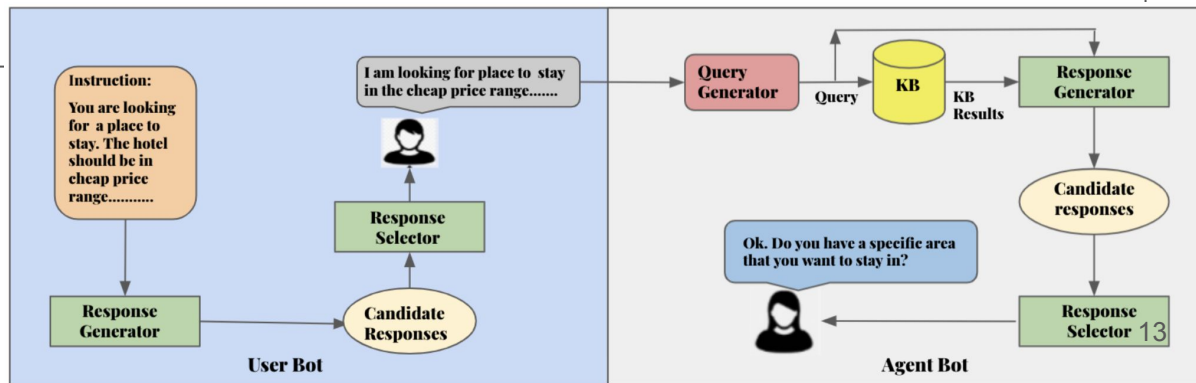 Instruction:
You are looking
for a place to
stay. The hotel
should be in
cheap price
range...........
Response
Generator
Candidate
Responses
Response
Selector
I am looking for place to stay
in the cheap price range.......
User Bot
Query
Generator
Query
KB
KB
Results
Response
Generator
Candidate
responses
Response
Selector
13
Ok. Do you have a specific area
that you want to stay in?
Agent Bot